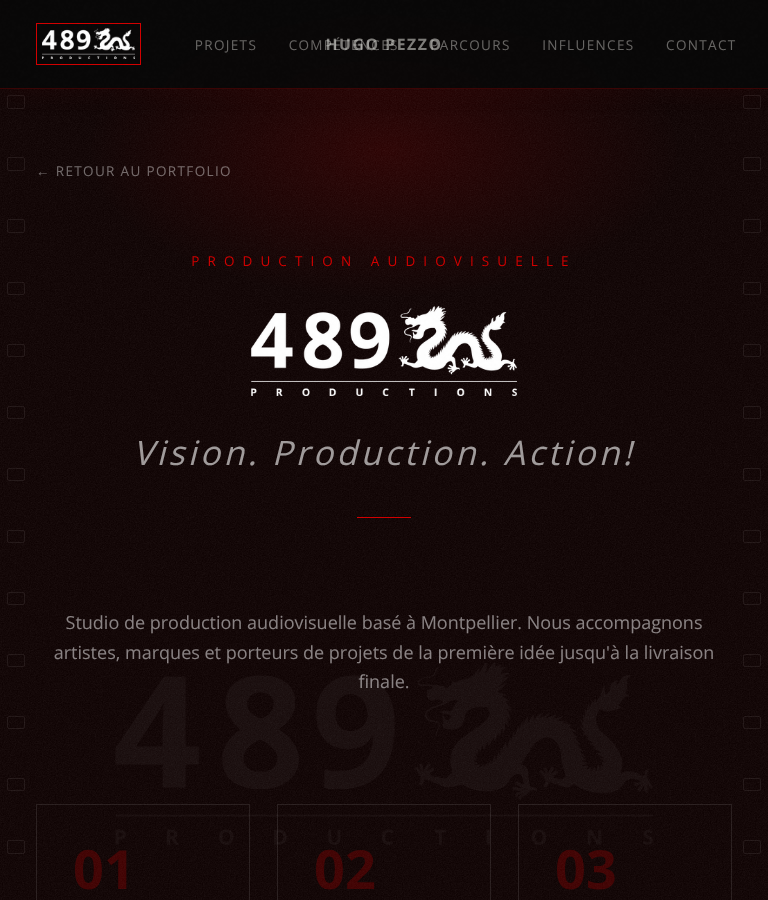 489
PRODUCTIONS
PROJETS COMPÉTENCES PARCOURS INFLUENCES CONTACT
HUGO PEZZO
← RETOUR AU PORTFOLIO
PRODUCTION AUDIOVISUELLE
489
PRODUCTIONS
Vision. Production. Action!
Studio de production audiovisuelle basé à Montpellier. Nous accompagnons
artistes, marques et porteurs de projets de la première idée jusqu'à la livraison
finale.
489
PRODUCTIONS
01 02 03